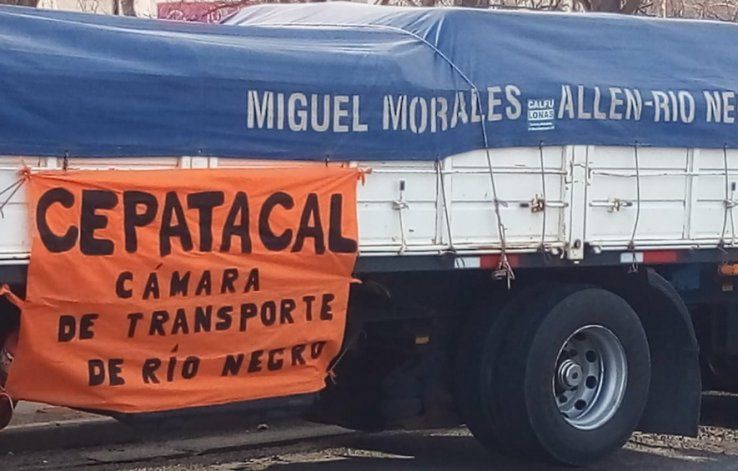 MIGUEL MORALES ALLEN-RIO NE
CALFU
LONAS
CEPATACAL
CÁMARA
DE TRANSPORTE
DE RÍO NEGRO